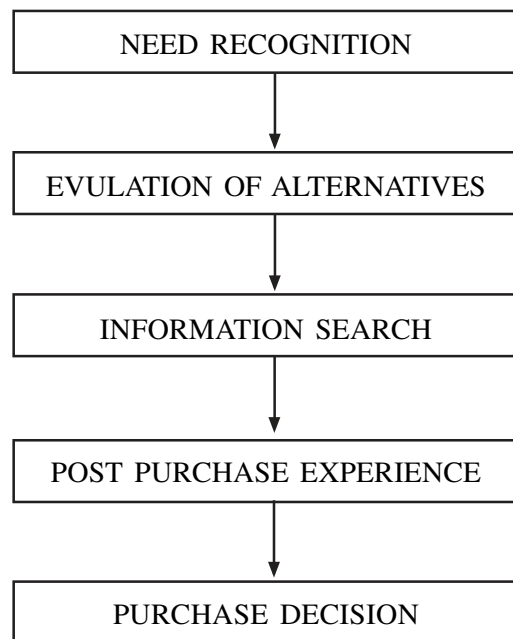 NEED RECOGNITION
EVULATION OF ALTERNATIVES
INFORMATION SEARCH
POST PURCHASE EXPERIENCE
PURCHASE DECISION